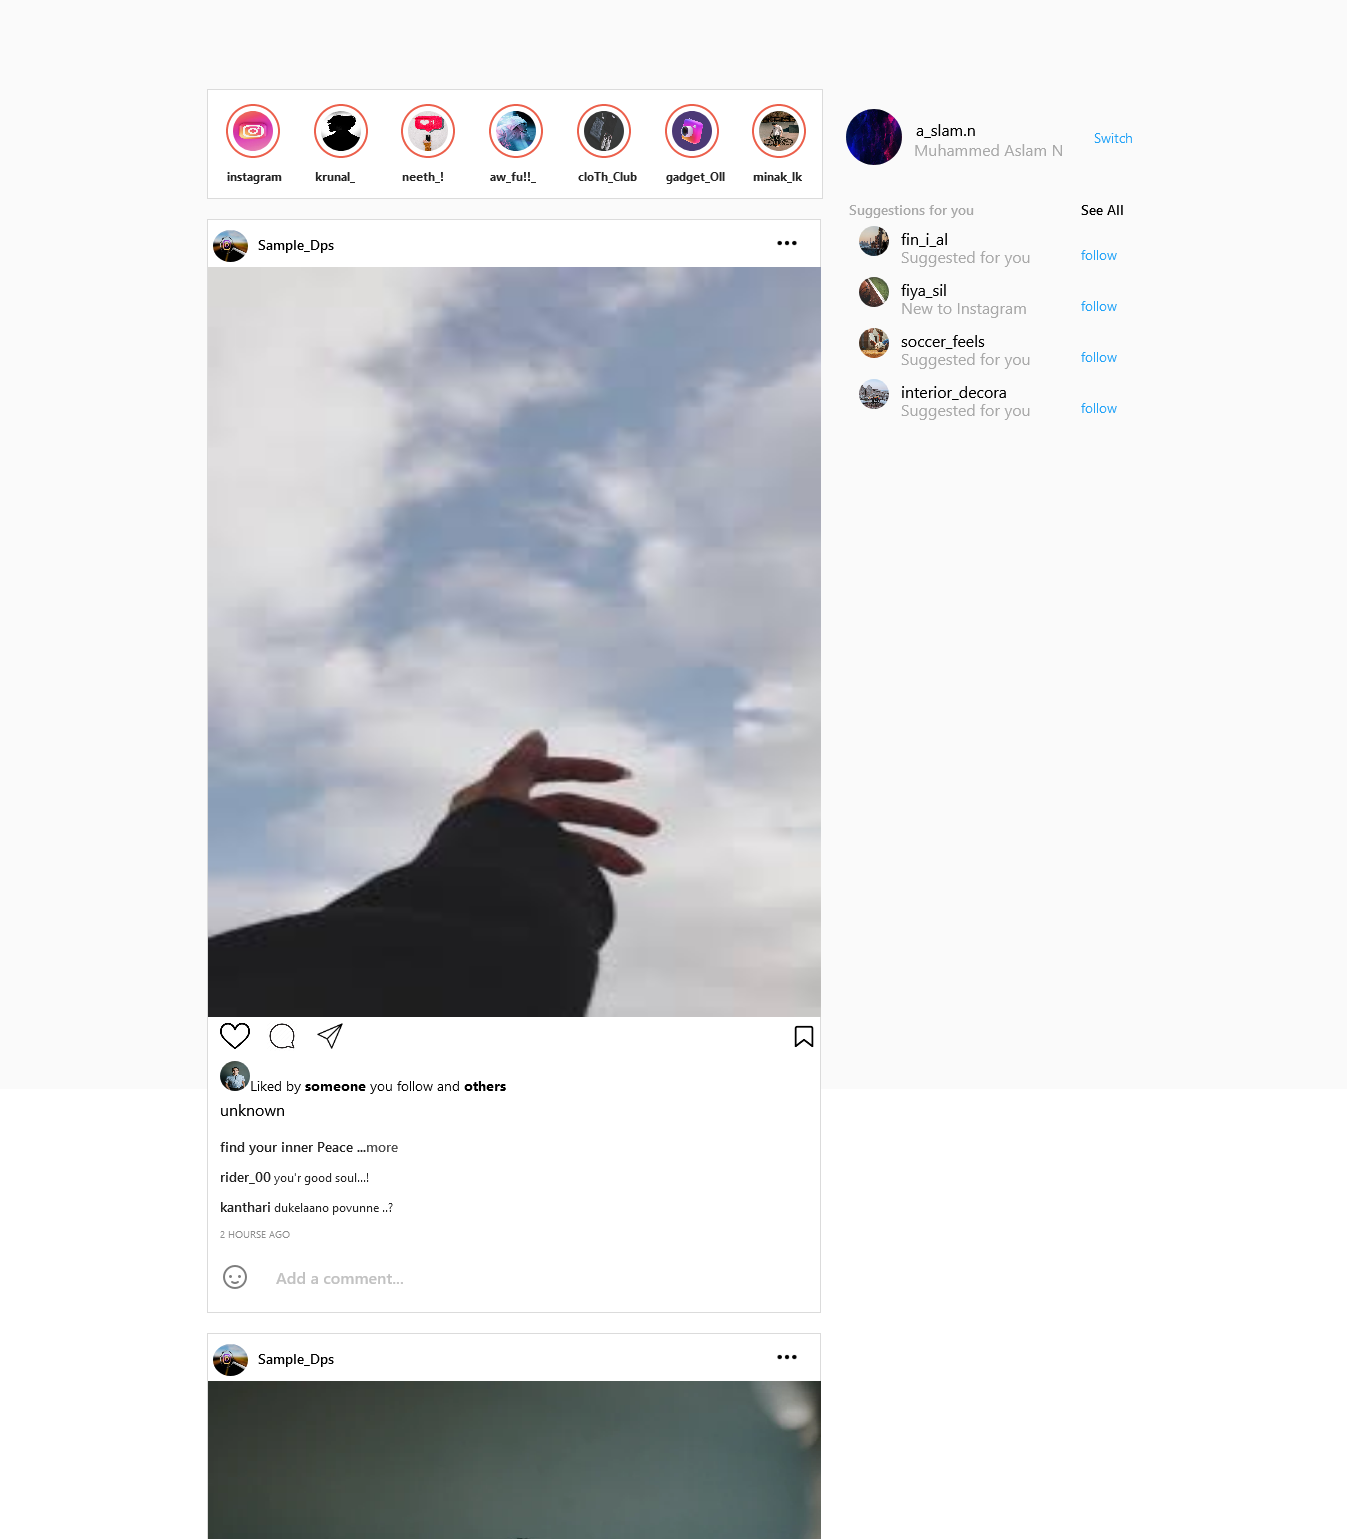 instagram krunal_ neeth_! aw_fu!!_ cloTh_Club gadget_Oll minak_lk
Sample_Dps
Liked by someone you follow and others
unknown
find your inner Peace ...more
rider_00 you'r good soul...!
kanthari dukelaano povunne ..?
2 HOURSE AGO
Add a comment...
Sample_Dps
a_slam.n
Muhammed Aslam N
Switch
Suggestions for you See All
fin_i_al
Suggested for you
follow
fiya_sil
New to Instagram
follow
soccer_feels
Suggested for you
follow
interior_decora
Suggested for you
follow